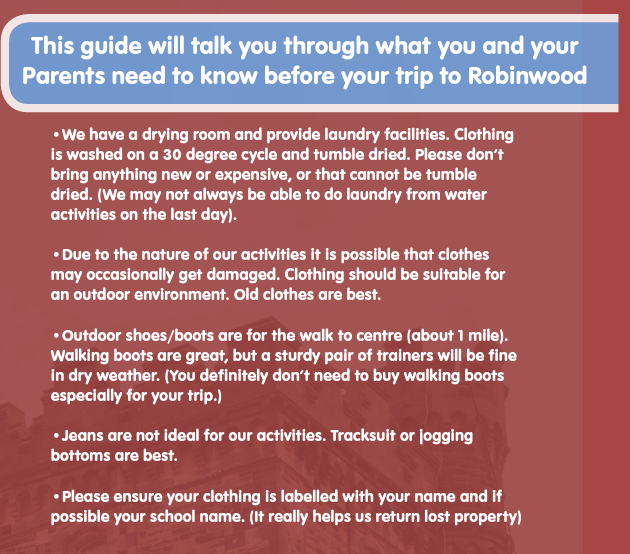 This guide will talk you through what you and your
Parents need to know before your trip to Robinwood
•We have a drying room and provide laundry facilities. Clothing
is washed on a 30 degree cycle and tumble dried. Please don't
bring anything new or expensive, or that cannot be tumble
dried. (We may not always be able to do laundry from water
activities on the last day).
•Due to the nature of our activities it is possible that clothes
may occasionally get damaged. Clothing should be suitable for
an outdoor environment. Old clothes are best.
•Outdoor shoes/boots are for the walk to centre (about 1 mile).
Walking boots are great, but a sturdy pair of trainers will be fine
in dry weather. (You definitely don't need to buy walking boots
especially for your trip.)
•Jeans are not ideal for our activities. Tracksuit or jogging
bottoms are best.
•Please ensure your clothing is labelled with your name and if
possible your school name. (It really helps us return lost property)